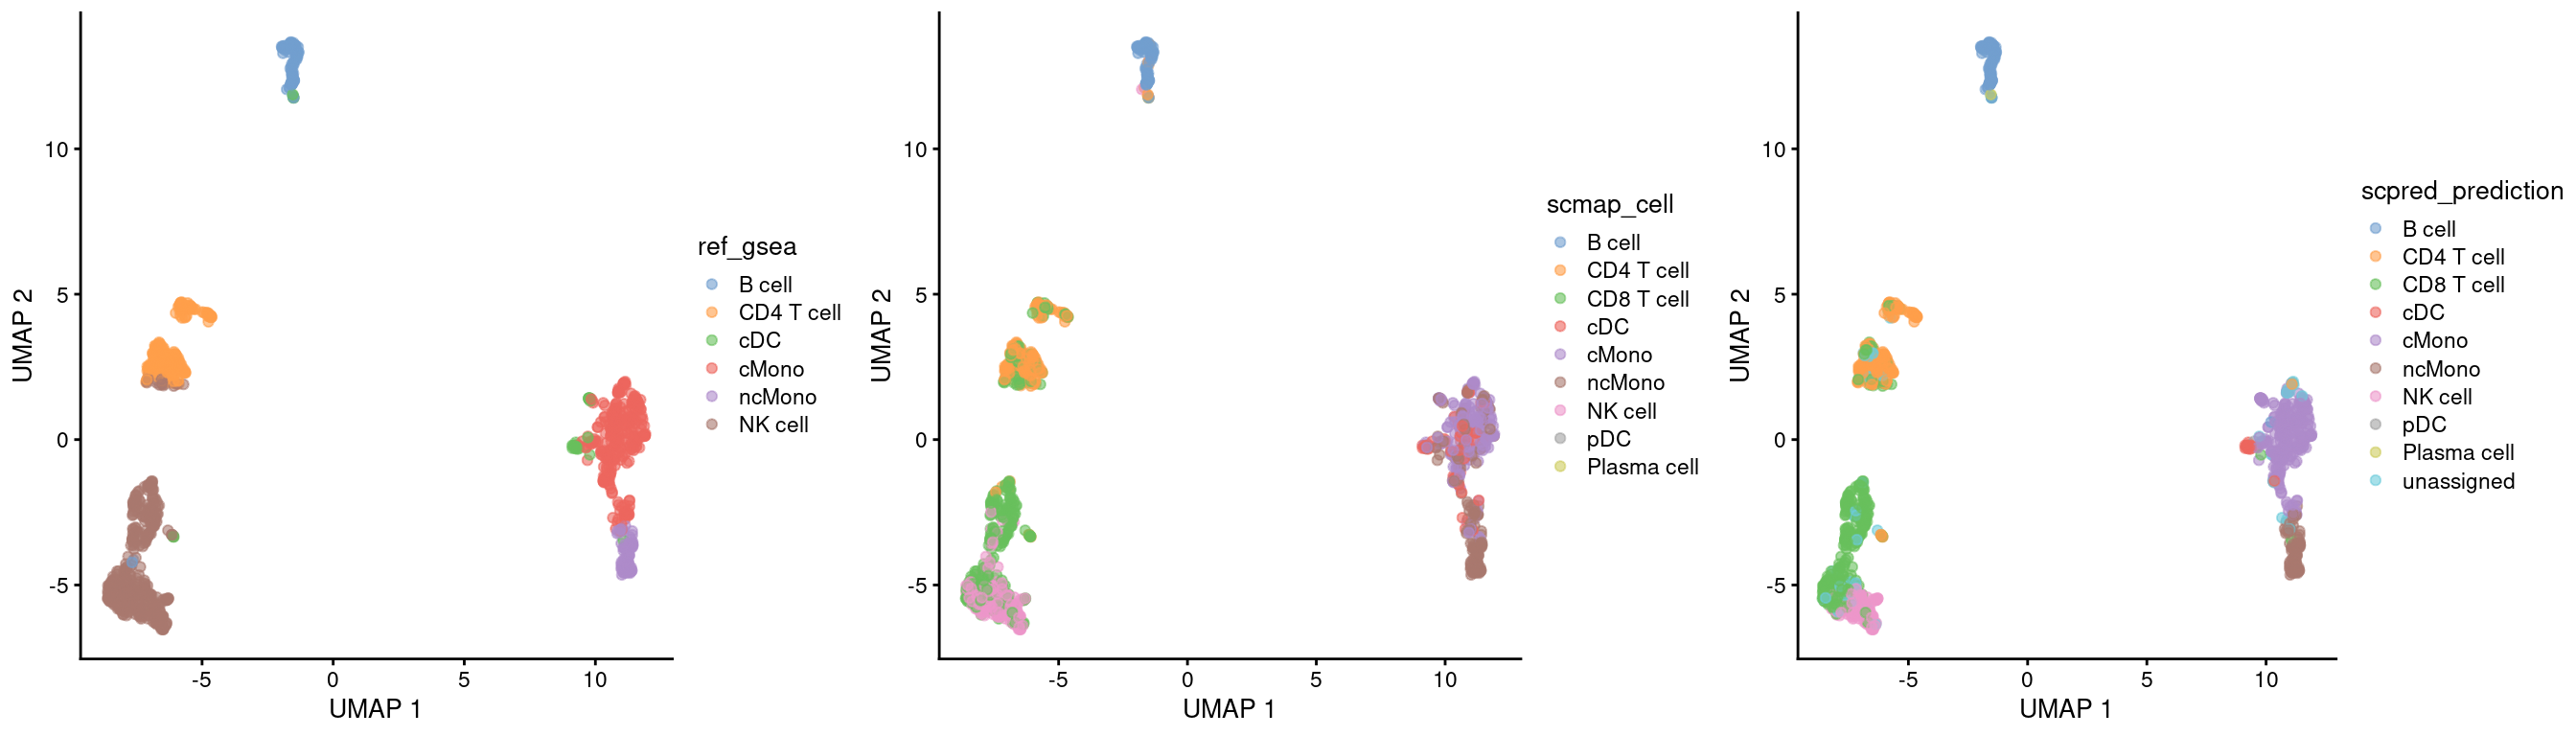 10
5
0
-5
UMAP 2
-5
0
5
10
UMAP 1
ref_gsea
B cell
CD4 T cell
cDC
cMono
ncMono
NK cell
10
5
0
-5
UMAP 2
-5
0
5
10
UMAP 1
scmap_cell
B cell
CD4 T cell
CD8 T cell
cDC
cMono
ncMono
NK cell
pDC
Plasma cell
10
5
0
-5
UMAP 2
-5
0
5
10
UMAP 1
scpred_prediction
B cell
CD4 T cell
CD8 T cell
cDC
cMono
ncMono
NK cell
pDC
Plasma cell
unassigned